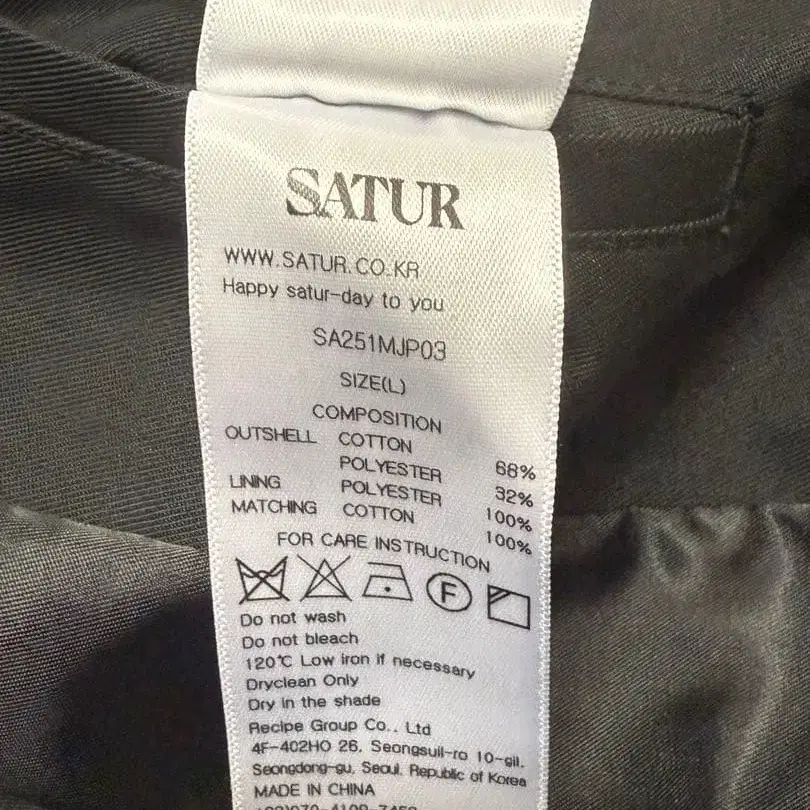 SATUR
WWW.SATUR.CO.KR
Happy satur-day to you
SA251MJP03
SIZE(L)
COMPOSITION
OUTSHELL COTTON 68%
POLYESTER 32%
LINING POLYESTER 100%
MATCHING COTTON 100%
FOR CARE INSTRUCTION
F
Do not wash
Do not bleach
120℃ Low iron if necessary
Dryclean Only
Dry in the shade
Recipe Group Co., Ltd
4F-402HO 26, Seongsuil-ro 10-gil,
Seongdong-gu, Seoul, Republic of Korea
MADE IN CHINA